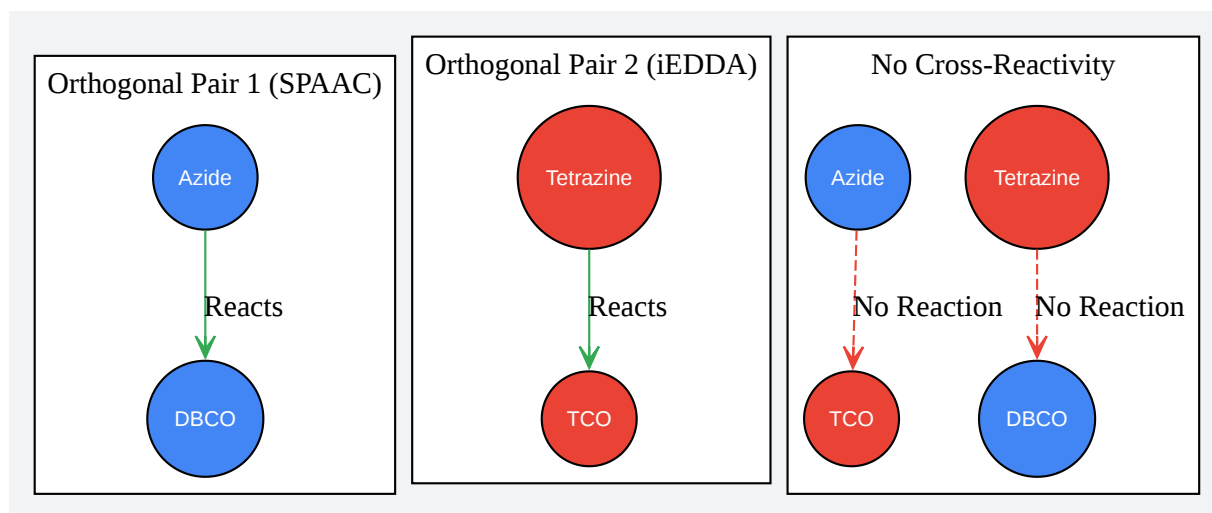 Orthogonal Pair 1 (SPAAC)
Azide
Reacts
DBCO
Orthogonal Pair 2 (iEDDA)
Tetrazine
Reacts
TCO
No Cross-Reactivity
Azide
Tetrazine
No Reaction
No Reaction
TCO
DBCO